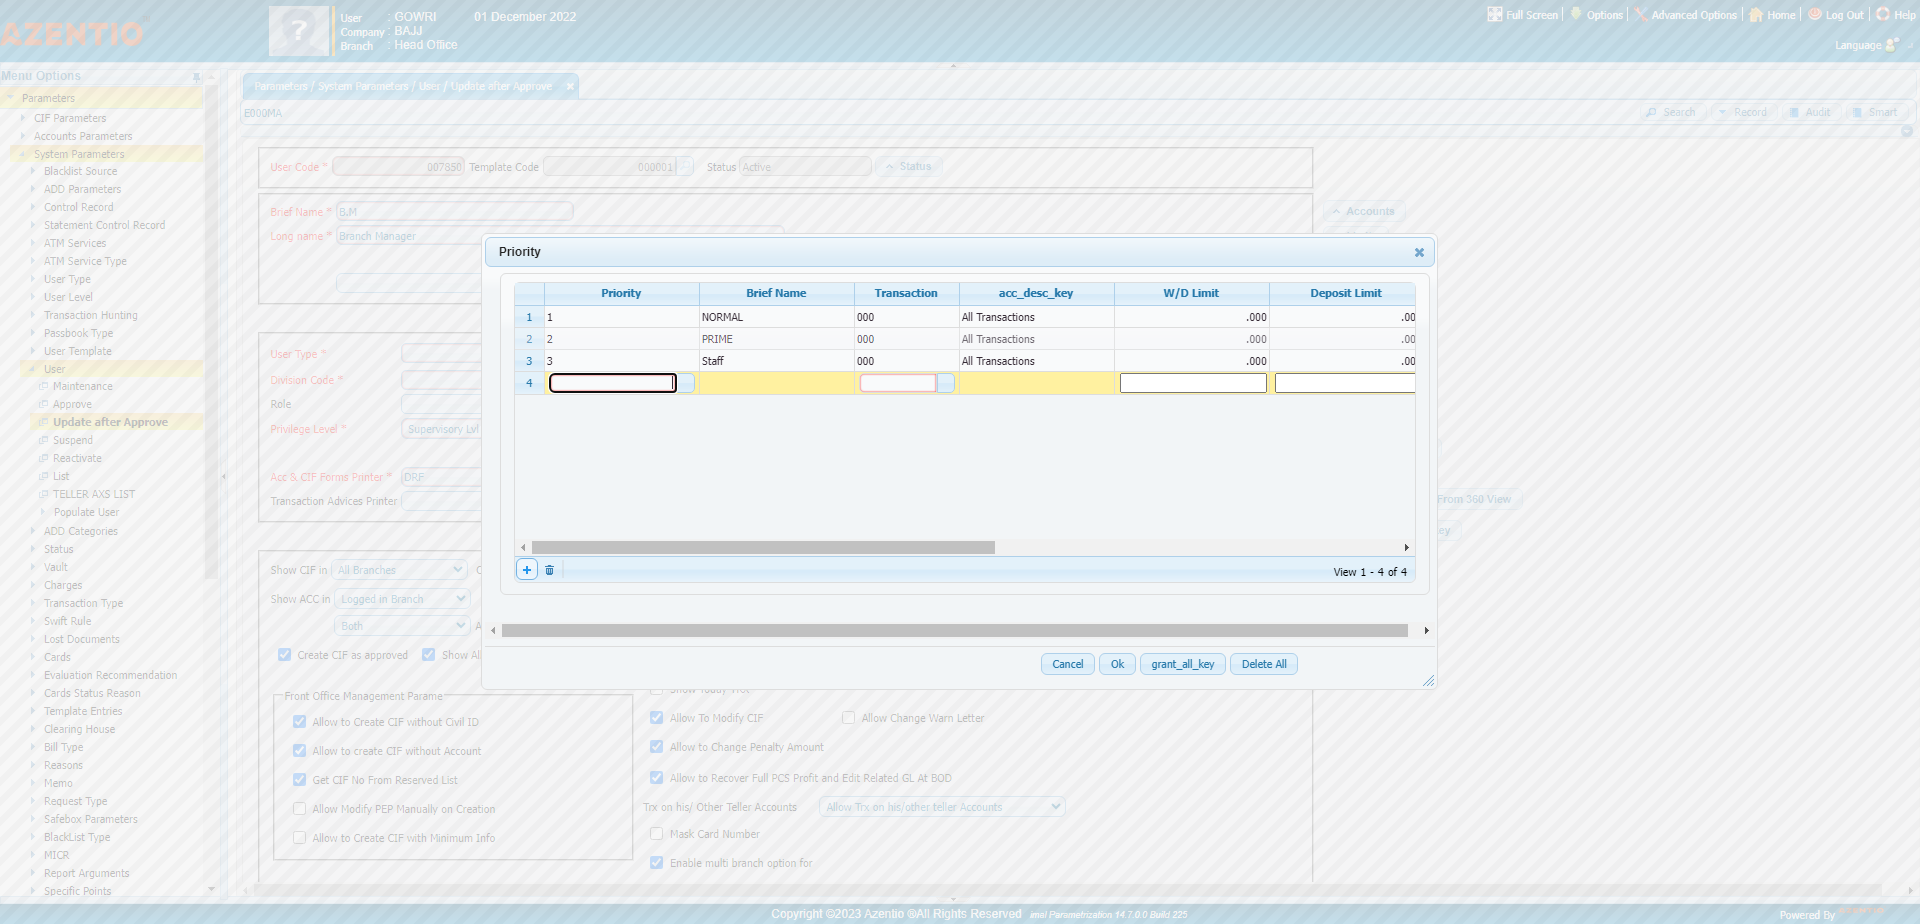 AZENTIO
User : GOWRI 01 December 2022
Company : BAJJ
Branch : Head Office
Full Screen Options Advanced Options Home Log Out Help
Language
Menu Options
Parameters
CIF Parameters
Accounts Parameters
System Parameters
Blacklist Source
ADD Parameters
Control Record
Statement Control Record
ATM Services
ATM Service Type
User Type
User Level
Transaction Hunting
Passbook Type
User Template
User
Maintenance
Approve
Update after Approve
Suspend
Reactivate
List
TELLER AXS LIST
Populate User
ADD Categories
Status
Vault
Charges
Transaction Type
Swift Rule
Lost Documents
Cards
Evaluation Recommendation
Cards Status Reason
Template Entries
Clearing House
Bill Type
Reasons
Memo
Request Type
Safebox Parameters
BlackList Type
MICR
Report Arguments
Specific Points
Parameters / System Parameters / User / Update after Approve
E000MA
Search Record Audit Smart
User Code * 007850 Template Code 000001 Status Active Status
Brief Name * B.M
Accounts
Long name * Branch Manager
User Type *
Division Code *
Role
Privilege Level * Supervisory Lvl
Acc & CIF Forms Printer * DRF
Transaction Advices Printer
From 360 View
ey
Priority
Priority Brief Name Transaction acc_desc_key W/D Limit Deposit Limit
1 1 NORMAL 000 All Transactions .000 .00
2 2 PRIME 000 All Transactions .000 .00
3 3 Staff 000 All Transactions .000 .00
4
View 1 - 4 of 4
Cancel Ok grant_all_key Delete All
Show CIF in All Branches
Show ACC in Logged in Branch
Both
Create CIF as approved Show All
Front Office Management Parame
Allow to Create CIF without Civil ID
Allow to create CIF without Account
Get CIF No From Reserved List
Allow Modify PEP Manually on Creation
Allow to Create CIF with Minimum Info
Show Today TRX
Allow To Modify CIF Allow Change Warn Letter
Allow to Change Penalty Amount
Allow to Recover Full PCS Profit and Edit Related GL At BOD
Trx on his/ Other Teller Accounts Allow Trx on his/other teller Accounts
Mask Card Number
Enable multi branch option for
Copyright ©2023 Azentio ®All Rights Reserved imal Parametrization 14.7.0.0 Build 225
Powered By